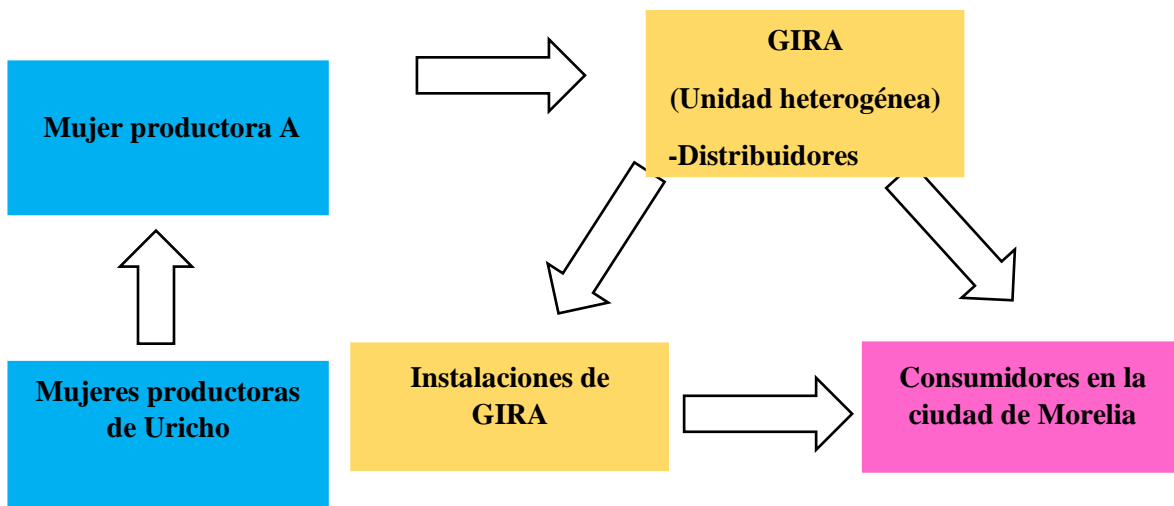 Mujer productora A
GIRA
(Unidad heterogénea)
-Distribuidores
Mujeres productoras
de Uricho
Instalaciones de
GIRA
Consumidores en la
ciudad de Morelia